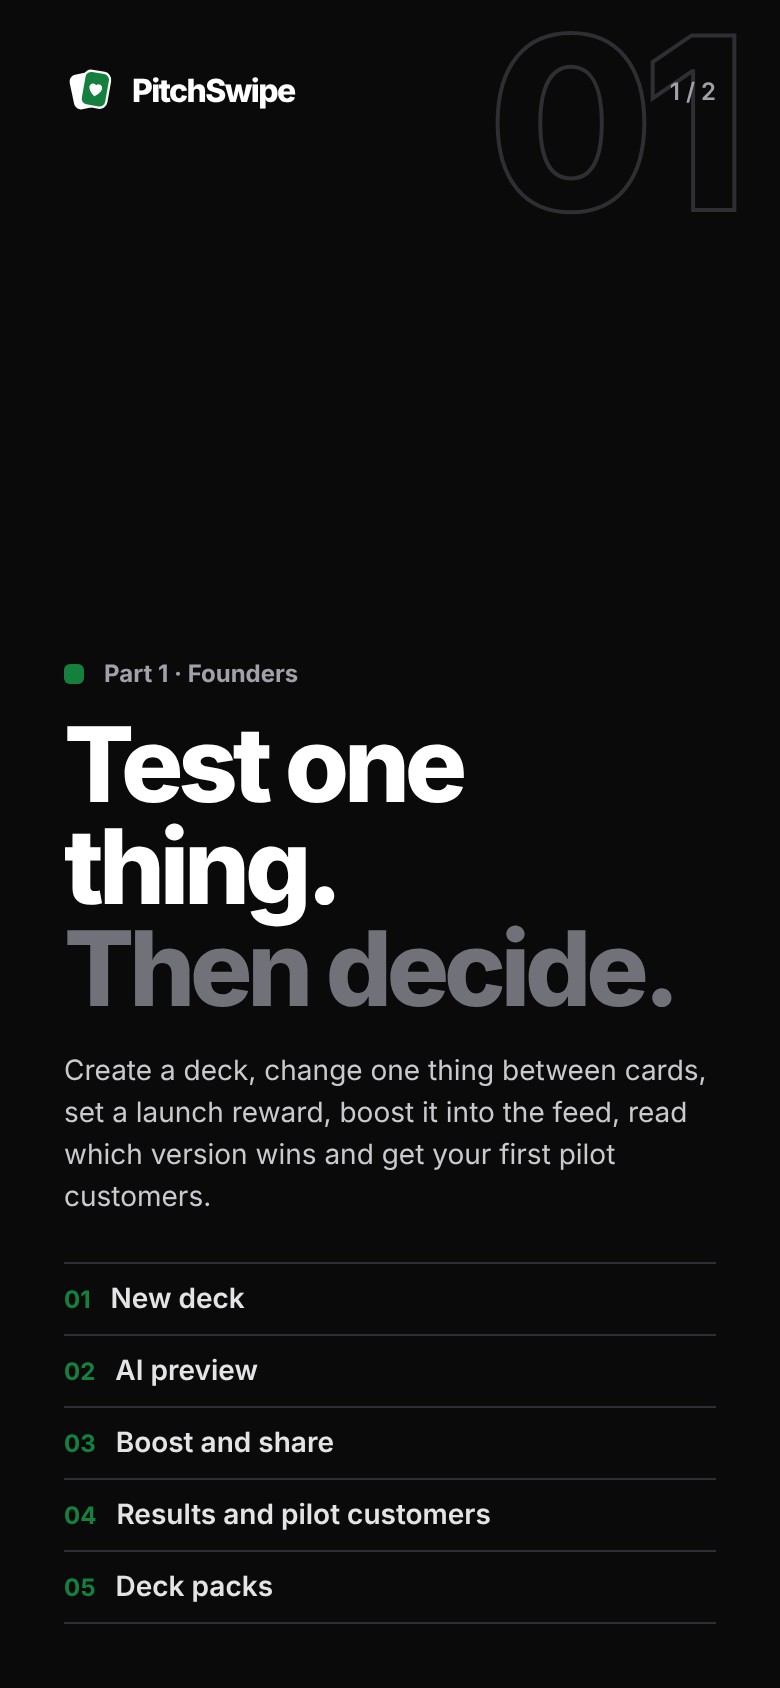 PitchSwipe
01
1 / 2
Part 1 · Founders
Test one
thing.
Then decide.
Create a deck, change one thing between cards,
set a launch reward, boost it into the feed, read
which version wins and get your first pilot
customers.
01 New deck
02 AI preview
03 Boost and share
04 Results and pilot customers
05 Deck packs